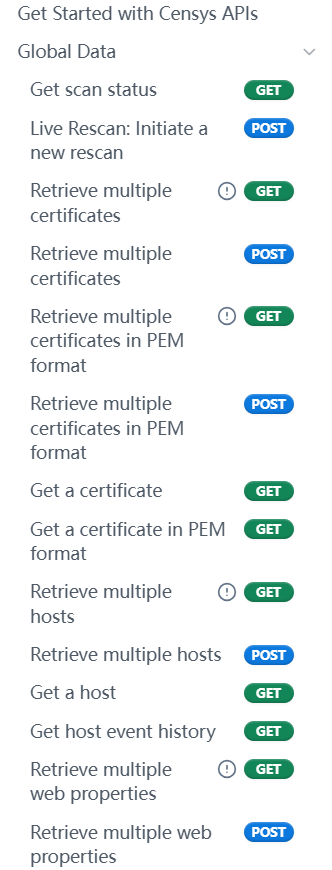 Get Started with Censys APIs
Global Data
Get scan status GET
Live Rescan: Initiate a POST
new rescan
Retrieve multiple GET
certificates
Retrieve multiple POST
certificates
Retrieve multiple GET
certificates in PEM
format
Retrieve multiple POST
certificates in PEM
format
Get a certificate GET
Get a certificate in PEM GET
format
Retrieve multiple GET
hosts
Retrieve multiple hosts POST
Get a host GET
Get host event history GET
Retrieve multiple GET
web properties
Retrieve multiple web POST
properties